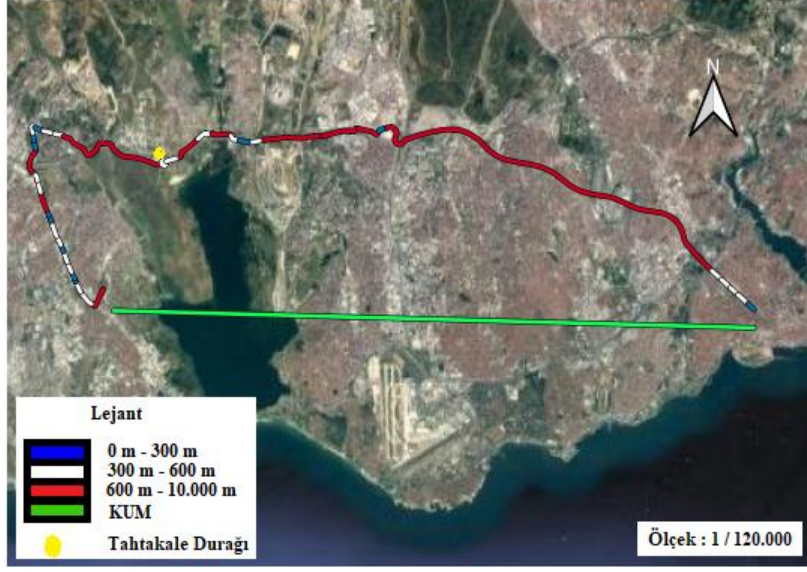 N
Lejant
0 m - 300 m
300 m - 600 m
600 m - 10.000 m
KUM
Tahtakale Durağı
Ölçek : 1 / 120.000